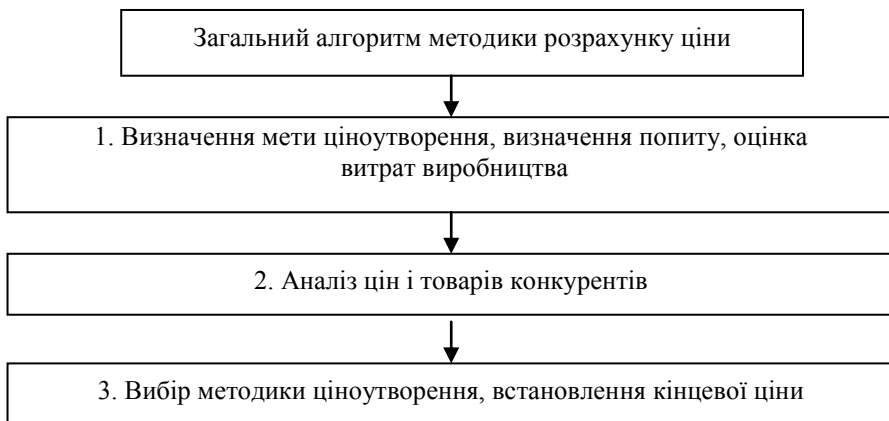 Загальний алгоритм методики розрахунку ціни
1. Визначення мети ціноутворення, визначення попиту, оцінка
витрат виробництва
2. Аналіз цін і товарів конкурентів
3. Вибір методики ціноутворення, встановлення кінцевої ціни